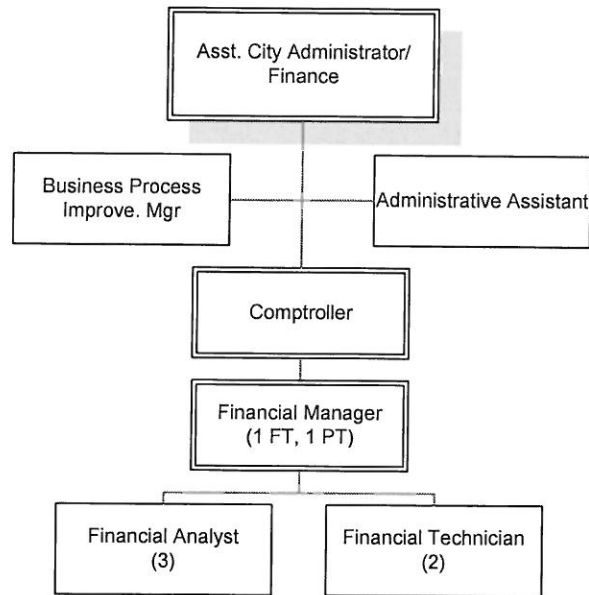 Asst. City Administrator/
Finance
Business Process
Improve. Mgr
Administrative Assistant
Comptroller
Financial Manager
(1 FT, 1 PT)
Financial Analyst
(3)
Financial Technician
(2)